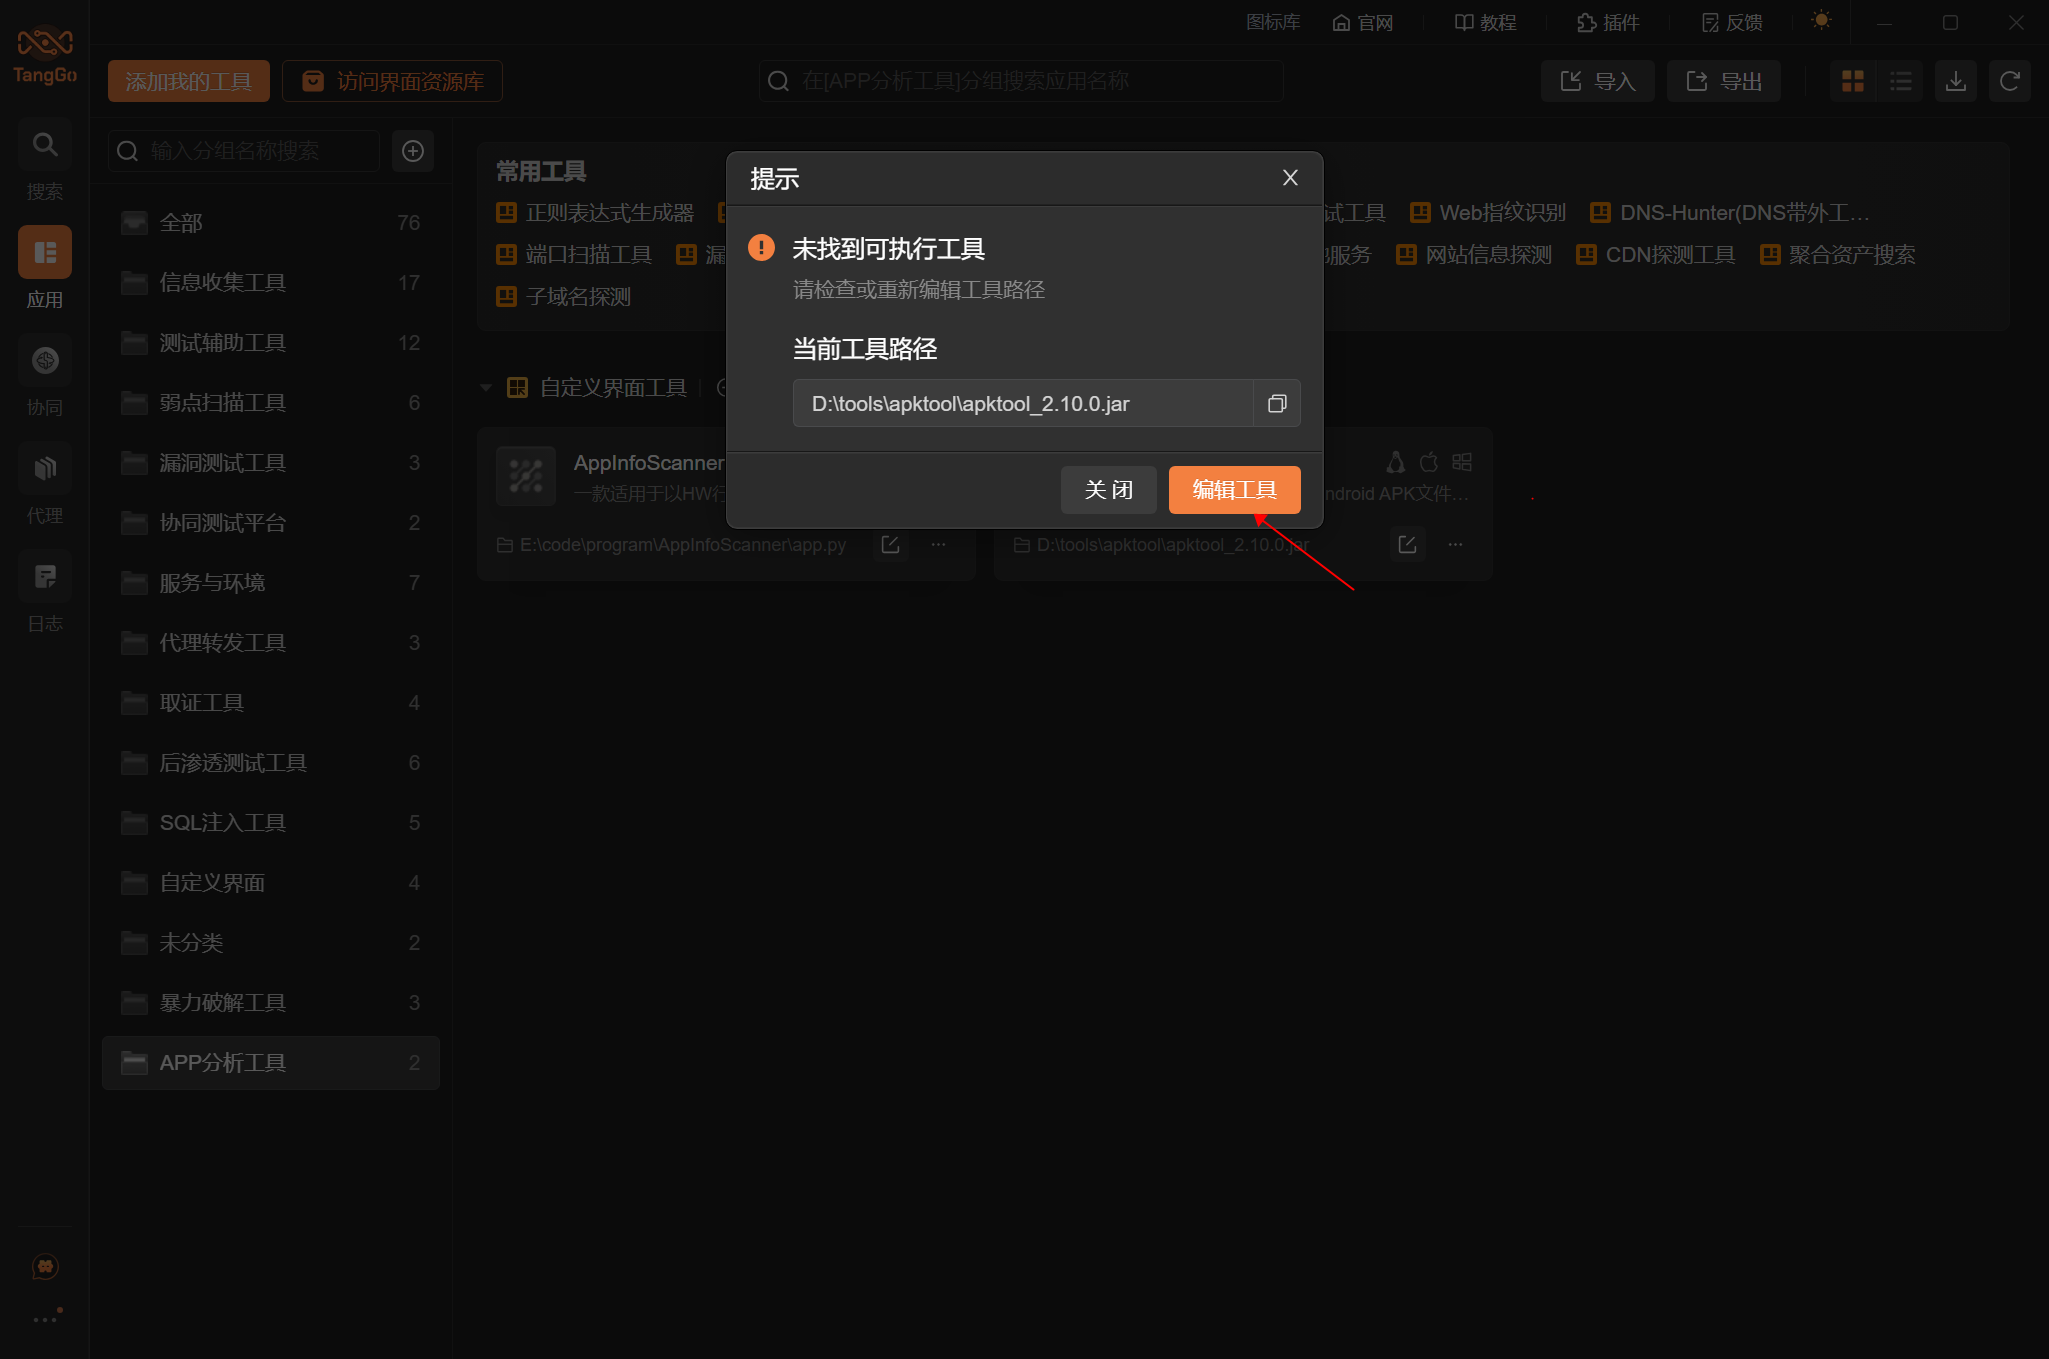 图标库 官网 教程 插件 反馈
TangGo
添加我的工具 访问界面资源库 在[APP分析工具]分组搜索应用名称 导入 导出
搜索
应用
协同
代理
日志
输入分组名称搜索
全部 76
信息收集工具 17
测试辅助工具 12
弱点扫描工具 6
漏洞测试工具 3
协同测试平台 2
服务与环境 7
代理转发工具 3
取证工具 4
后渗透测试工具 6
SQL注入工具 5
自定义界面 4
未分类 2
暴力破解工具 3
APP分析工具 2
常用工具
正则表达式生成器 试工具 Web指纹识别 DNS-Hunter(DNS带外工...
端口扫描工具 漏 服务 网站信息探测 CDN探测工具 聚合资产搜索
子域名探测
自定义界面工具
AppInfoScanner
一款适用于以HW行 ndroid APK文件...
E:\code\program\AppInfoScanner\app.py D:\tools\apktool\apktool_2.10.0.jar
提示
未找到可执行工具
请检查或重新编辑工具路径
当前工具路径
D:\tools\apktool\apktool_2.10.0.jar
关 闭 编辑工具